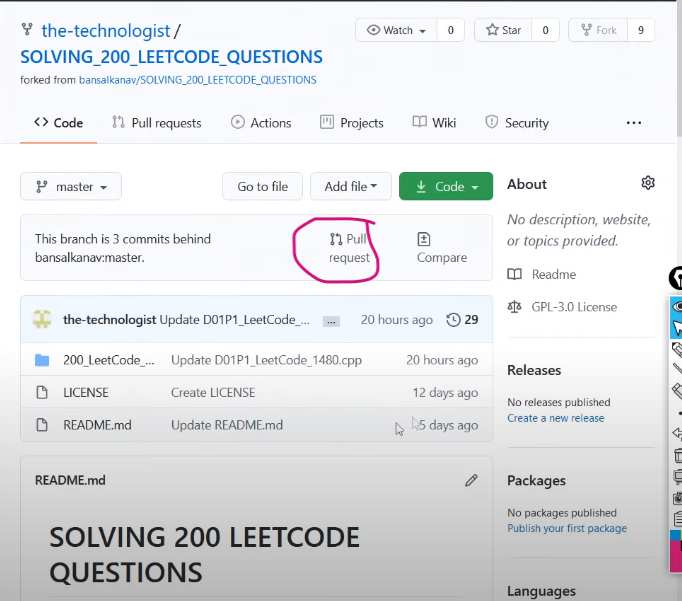 the-technologist /
SOLVING_200_LEETCODE_QUESTIONS
forked from bansalkanav/SOLVING_200_LEETCODE_QUESTIONS
Watch 0 Star 0 Fork 9
Code Pull requests Actions Projects Wiki Security ...
master Go to file Add file Code
This branch is 3 commits behind
bansalkanav:master.
Pull
request
Compare
the-technologist Update D01P1_LeetCode_... ... 20 hours ago 29
200_LeetCode_... Update D01P1_LeetCode_1480.cpp 20 hours ago
LICENSE Create LICENSE 12 days ago
README.md Update README.md 5 days ago
README.md
SOLVING 200 LEETCODE
QUESTIONS
About
No description, website,
or topics provided.
Readme
GPL-3.0 License
Releases
No releases published
Create a new release
Packages
No packages published
Publish your first package
Languages